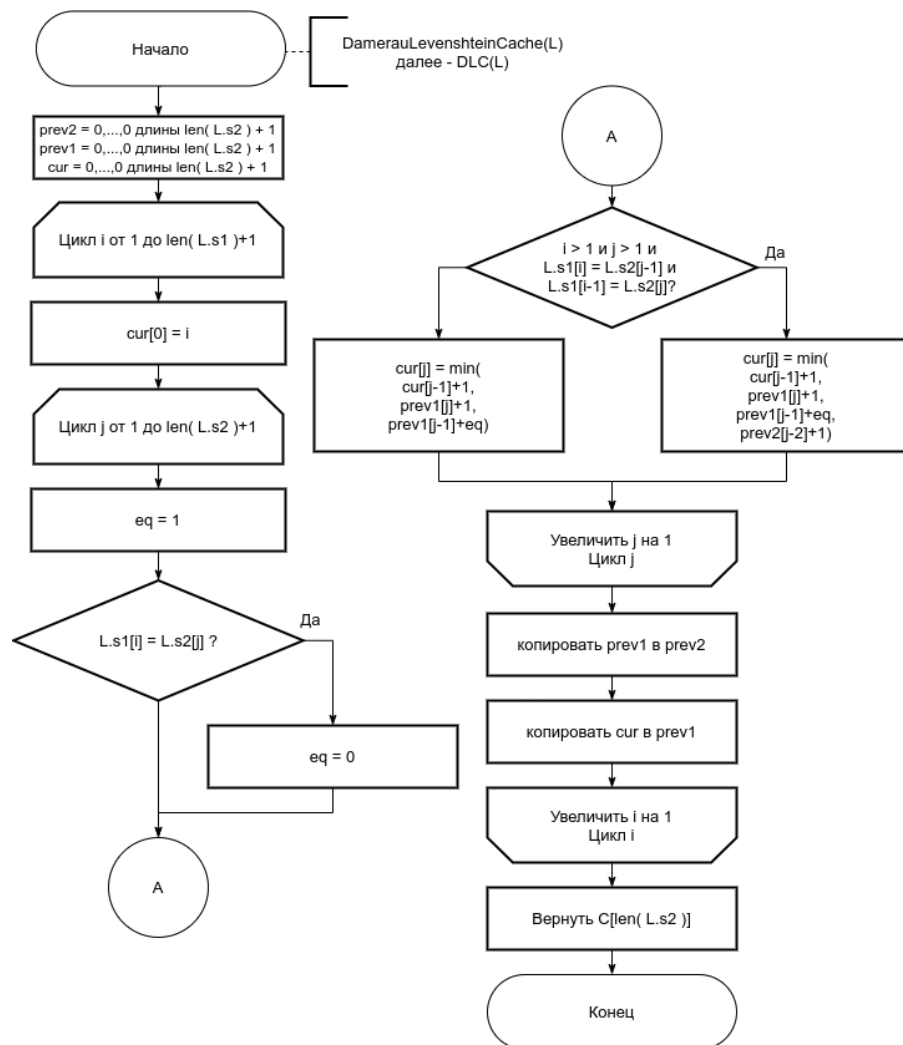 Начало
DamerauLevenshteinCache(L)
далее - DLC(L)
prev2 = 0,...,0 длины len( L.s2 ) + 1
prev1 = 0,...,0 длины len( L.s2 ) + 1
cur = 0,...,0 длины len( L.s2 ) + 1
Цикл i от 1 до len( L.s1 )+1
cur[0] = i
Цикл j от 1 до len( L.s2 )+1
eq = 1
L.s1[i] = L.s2[j] ?
Да
eq = 0
A
A
i > 1 и j > 1 и
L.s1[i] = L.s2[j-1] и
L.s1[i-1] = L.s2[j]?
Да
cur[j] = min(
cur[j-1]+1,
prev1[j]+1,
prev1[j-1]+eq)
cur[j] = min(
cur[j-1]+1,
prev1[j]+1,
prev1[j-1]+eq,
prev2[j-2]+1)
Увеличить j на 1
Цикл j
копировать prev1 в prev2
копировать cur в prev1
Увеличить i на 1
Цикл i
Вернуть C[len( L.s2 )]
Конец